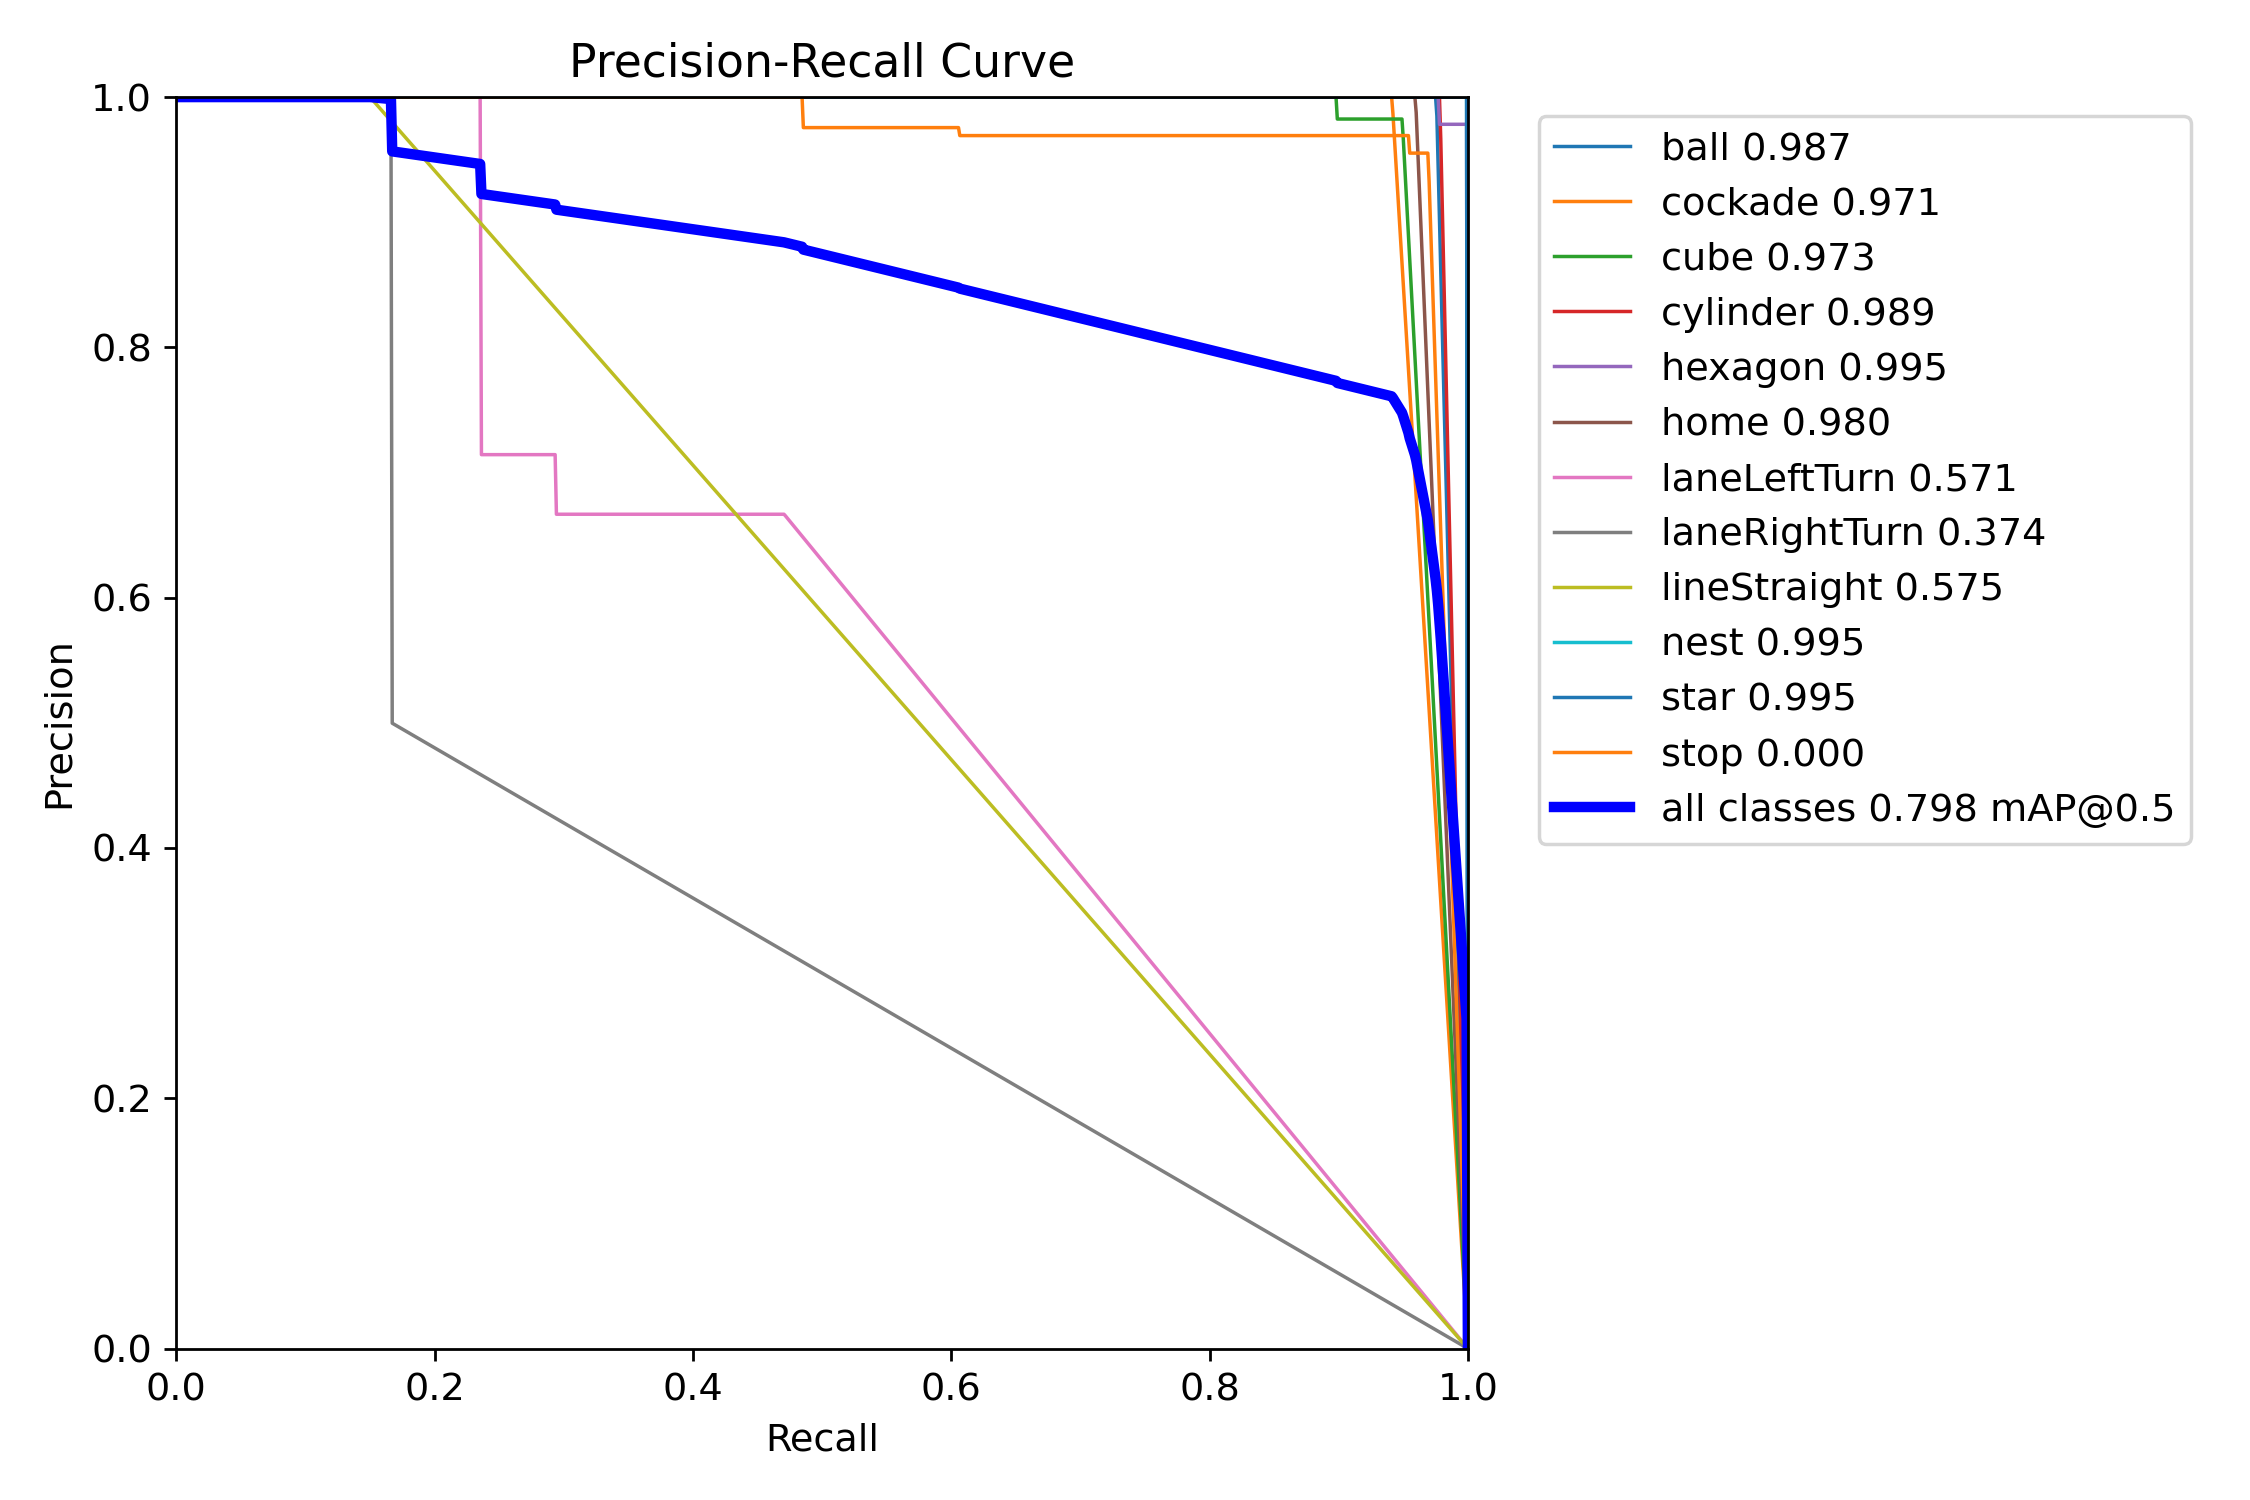 Precision-Recall Curve
1.0
0.8
0.6
0.4
0.2
0.0
Precision
0.0 0.2 0.4 0.6 0.8 1.0
Recall
ball 0.987
cockade 0.971
cube 0.973
cylinder 0.989
hexagon 0.995
home 0.980
laneLeftTurn 0.571
laneRightTurn 0.374
lineStraight 0.575
nest 0.995
star 0.995
stop 0.000
all classes 0.798 mAP@0.5